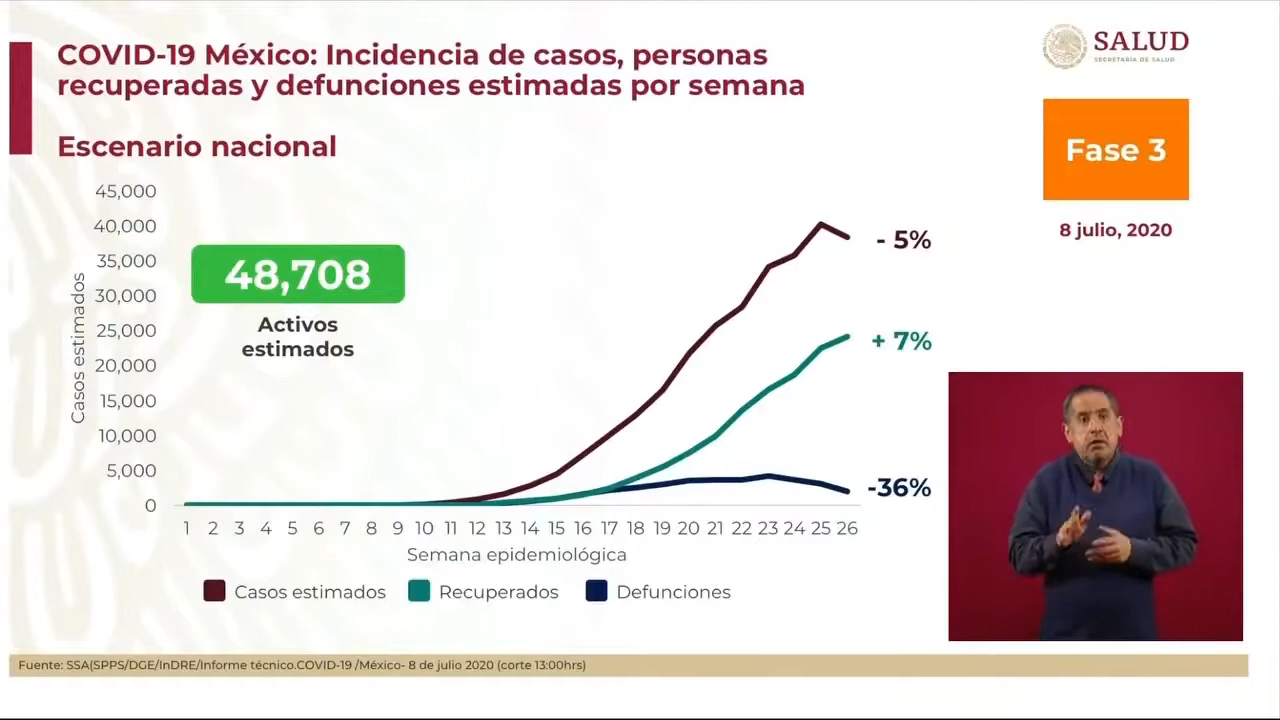 COVID-19 México: Incidencia de casos, personas
recuperadas y defunciones estimadas por semana
Escenario nacional
SALUD
SECRETARÍA DE SALUD
Fase 3
8 julio, 2020
45,000
40,000
35,000
30,000
25,000
20,000
15,000
10,000
5,000
0
Casos estimados
48,708
Activos
estimados
- 5%
+ 7%
-36%
1 2 3 4 5 6 7 8 9 10 11 12 13 14 15 16 17 18 19 20 21 22 23 24 25 26
Semana epidemiológica
Casos estimados Recuperados Defunciones
Fuente: SSA(SPPS/DGE/InDRE/Informe técnico.COVID-19 /México- 8 de julio 2020 (corte 13:00hrs)